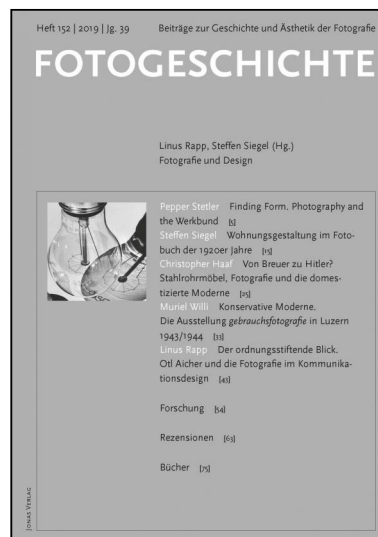 Heft 152 | 2019 | Jg. 39 Beiträge zur Geschichte und Ästhetik der Fotografie
FOTOGESCHICHTE
Linus Rapp, Steffen Siegel (Hg.)
Fotografie und Design
Pepper Stetler Finding Form. Photography and
the Werkbund [5]
Steffen Siegel Wohnungsgestaltung im Foto-
buch der 1920er Jahre [15]
Christopher Haaf Von Breuer zu Hitler?
Stahlrohrmöbel, Fotografie und die domes-
tizierte Moderne [25]
Muriel Willi Konservative Moderne.
Die Ausstellung gebrauchsfotografie in Luzern
1943/1944 [33]
Linus Rapp Der ordnungsstiftende Blick.
Otl Aicher und die Fotografie im Kommunika-
tionsdesign [43]
Forschung [54]
Rezensionen [63]
Bücher [75]
JONAS VERLAG